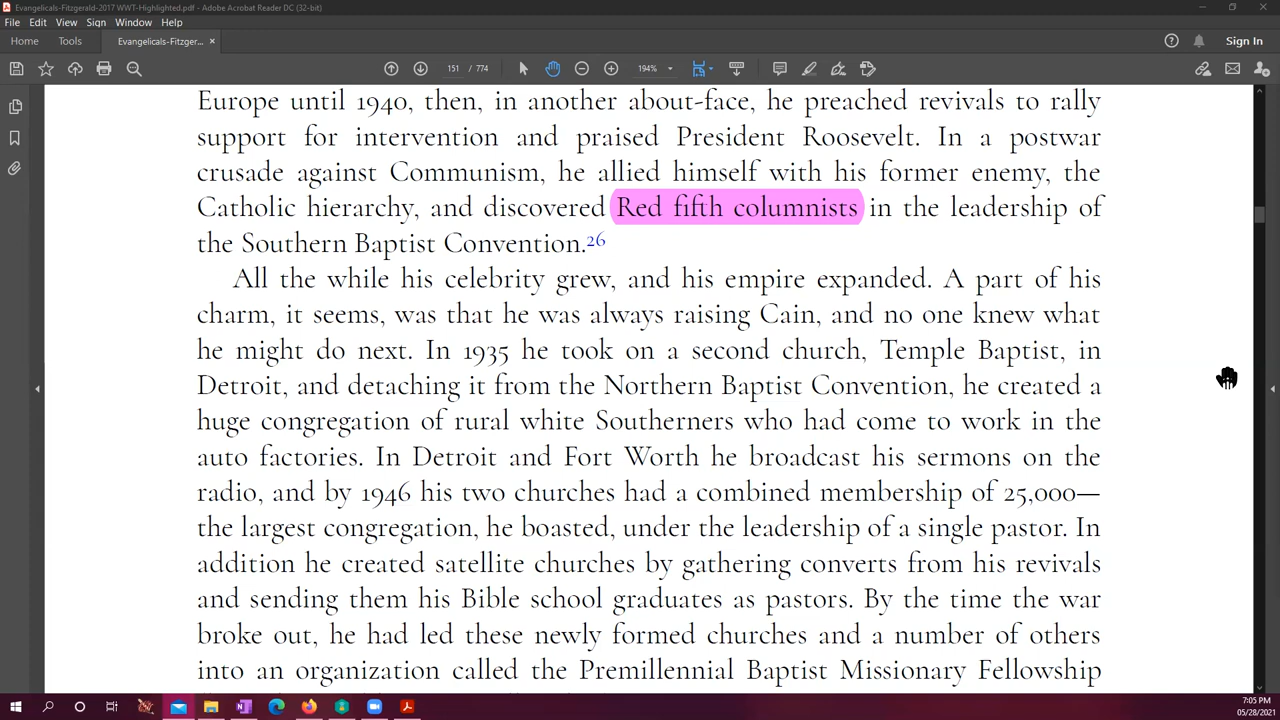 Evangelicals-Fitzgerald-2017 WWT-Highlighted.pdf - Adobe Acrobat Reader DC (32-bit)
File Edit View Sign Window Help
Home Tools Evangelicals-Fitzger... × Sign In
151 / 774 194%
Europe until 1940, then, in another about-face, he preached revivals to rally
support for intervention and praised President Roosevelt. In a postwar
crusade against Communism, he allied himself with his former enemy, the
Catholic hierarchy, and discovered Red fifth columnists in the leadership of
the Southern Baptist Convention.26
All the while his celebrity grew, and his empire expanded. A part of his
charm, it seems, was that he was always raising Cain, and no one knew what
he might do next. In 1935 he took on a second church, Temple Baptist, in
Detroit, and detaching it from the Northern Baptist Convention, he created a
huge congregation of rural white Southerners who had come to work in the
auto factories. In Detroit and Fort Worth he broadcast his sermons on the
radio, and by 1946 his two churches had a combined membership of 25,000—
the largest congregation, he boasted, under the leadership of a single pastor. In
addition he created satellite churches by gathering converts from his revivals
and sending them his Bible school graduates as pastors. By the time the war
broke out, he had led these newly formed churches and a number of others
into an organization called the Premillennial Baptist Missionary Fellowship
7:05 PM
05/28/2021